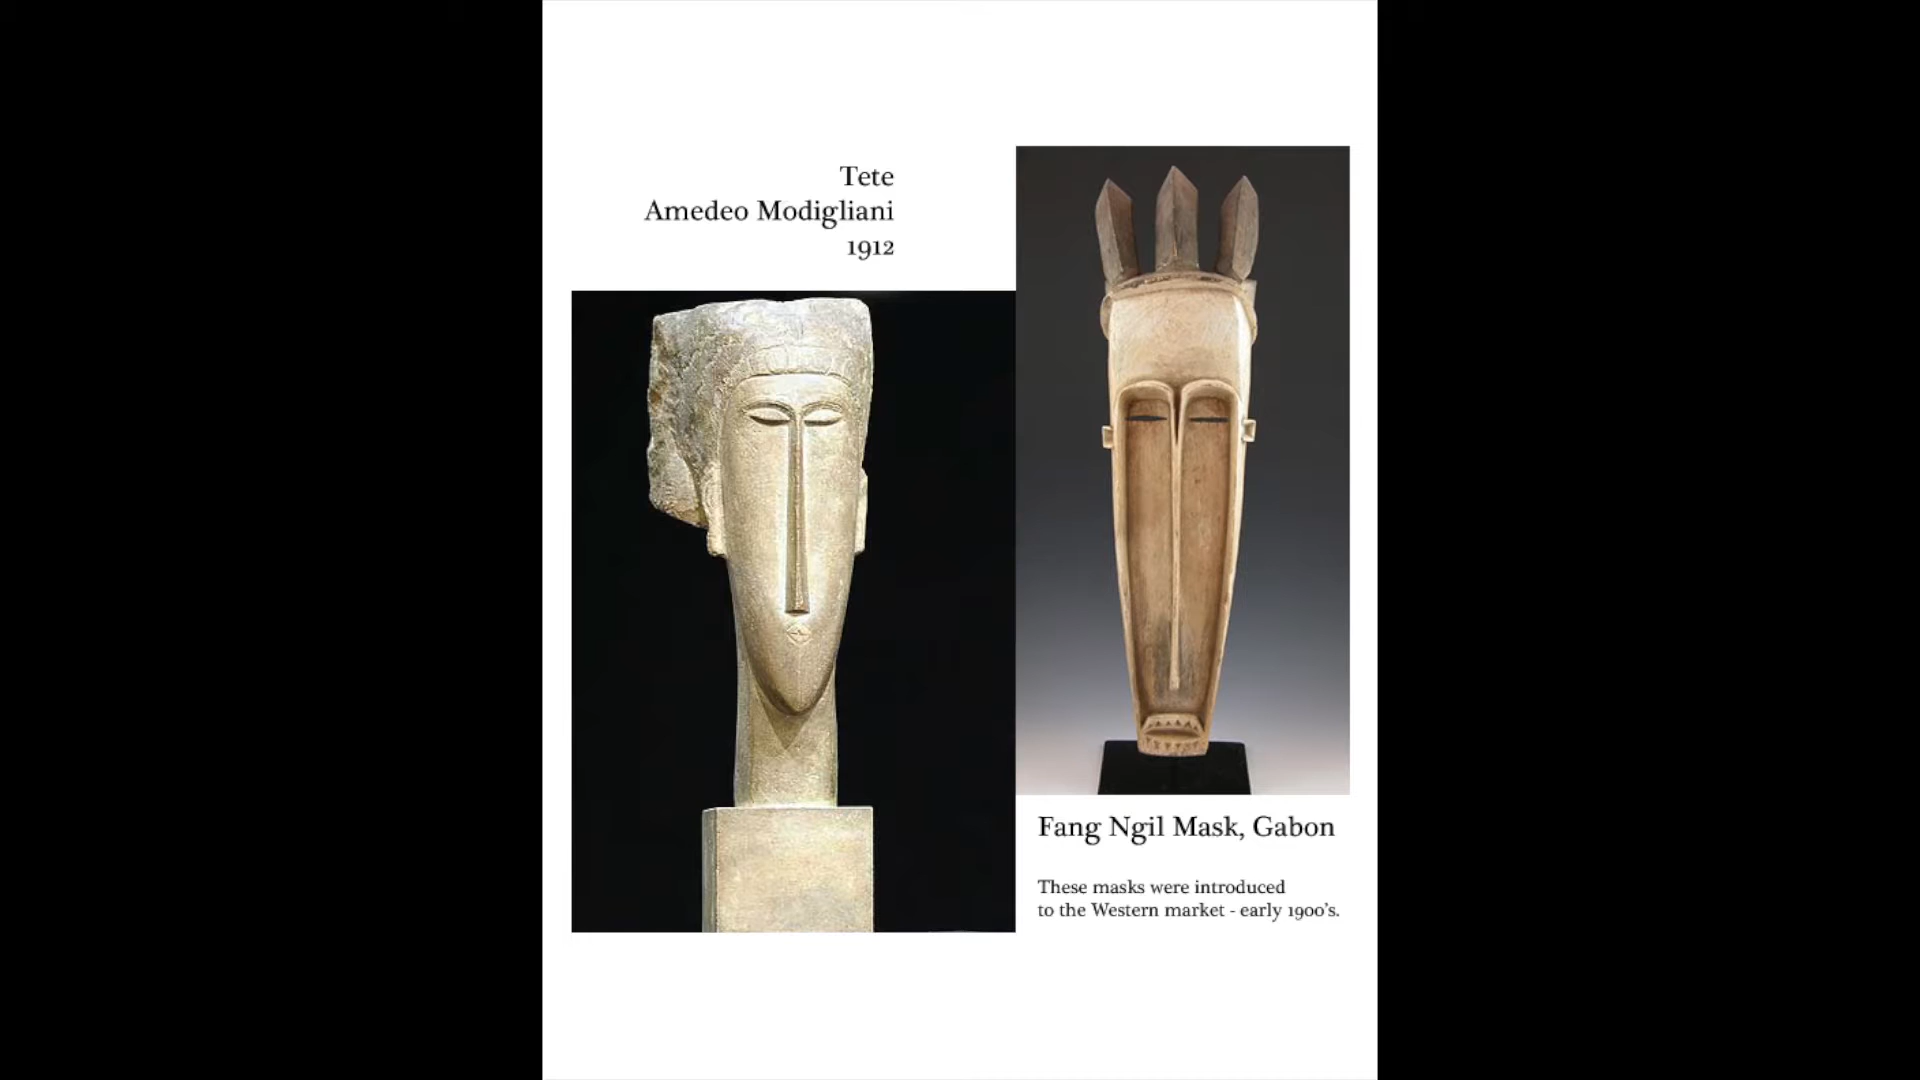 Tete
Amedeo Modigliani
1912
Fang Ngil Mask, Gabon
These masks were introduced
to the Western market - early 1900's.